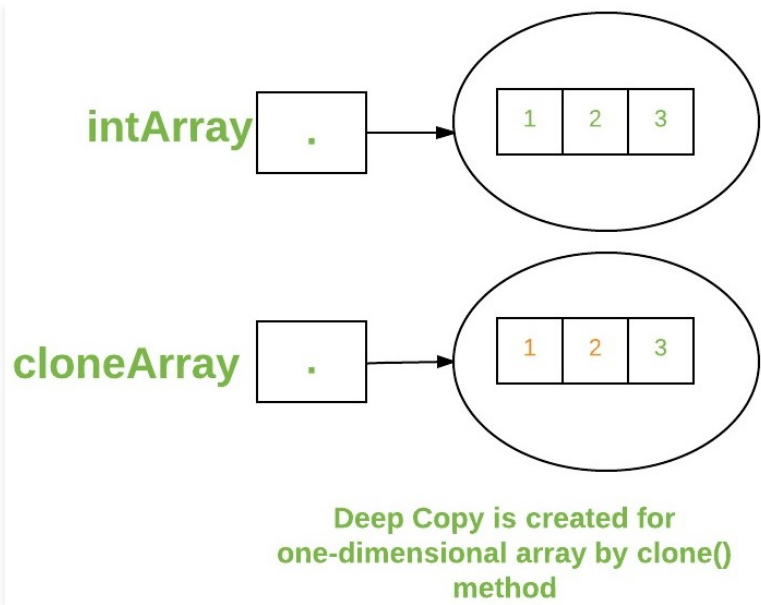 intArray . 1 2 3
cloneArray . 1 2 3
Deep Copy is created for
one-dimensional array by clone()
method